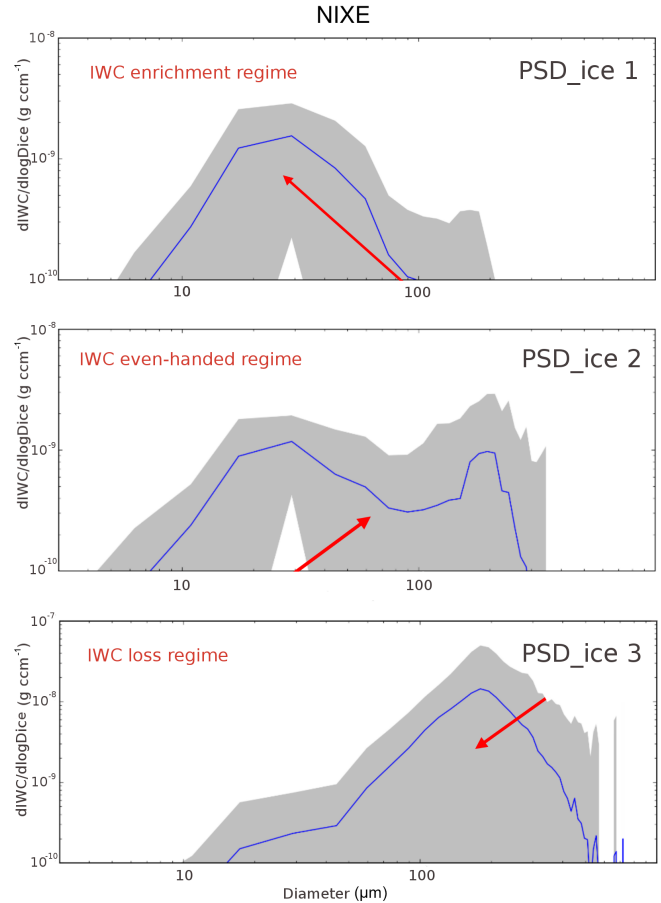 NIXE
10⁻⁸
IWC enrichment regime
PSD_ice 1
dIWC/dlogDice (g ccm⁻¹)
10⁻⁹
10⁻¹⁰
10
100
10⁻⁸
IWC even-handed regime
PSD_ice 2
dIWC/dlogDice (g ccm⁻¹)
10⁻⁹
10⁻¹⁰
10
100
10⁻⁷
IWC loss regime
PSD_ice 3
dIWC/dlogDice (g ccm⁻¹)
10⁻⁸
10⁻⁹
10⁻¹⁰
10
100
Diameter (μm)